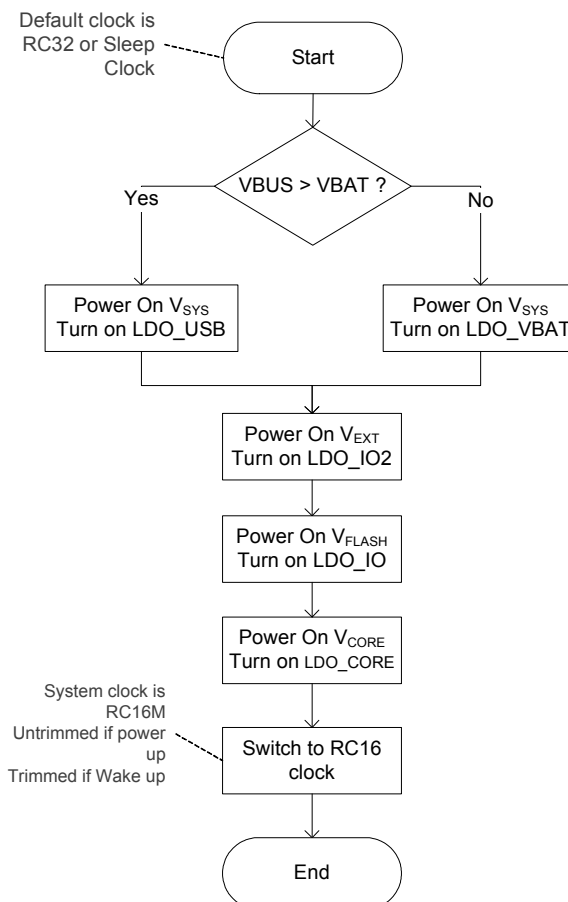 Default clock is
RC32 or Sleep
Clock
Start
VBUS > VBAT ?
Yes
No
Power On VSYS
Turn on LDO_USB
Power On VSYS
Turn on LDO_VBAT
Power On VEXT
Turn on LDO_IO2
Power On VFLASH
Turn on LDO_IO
Power On VCORE
Turn on LDO_CORE
System clock is
RC16M
Untrimmed if power
up
Trimmed if Wake up
Switch to RC16
clock
End